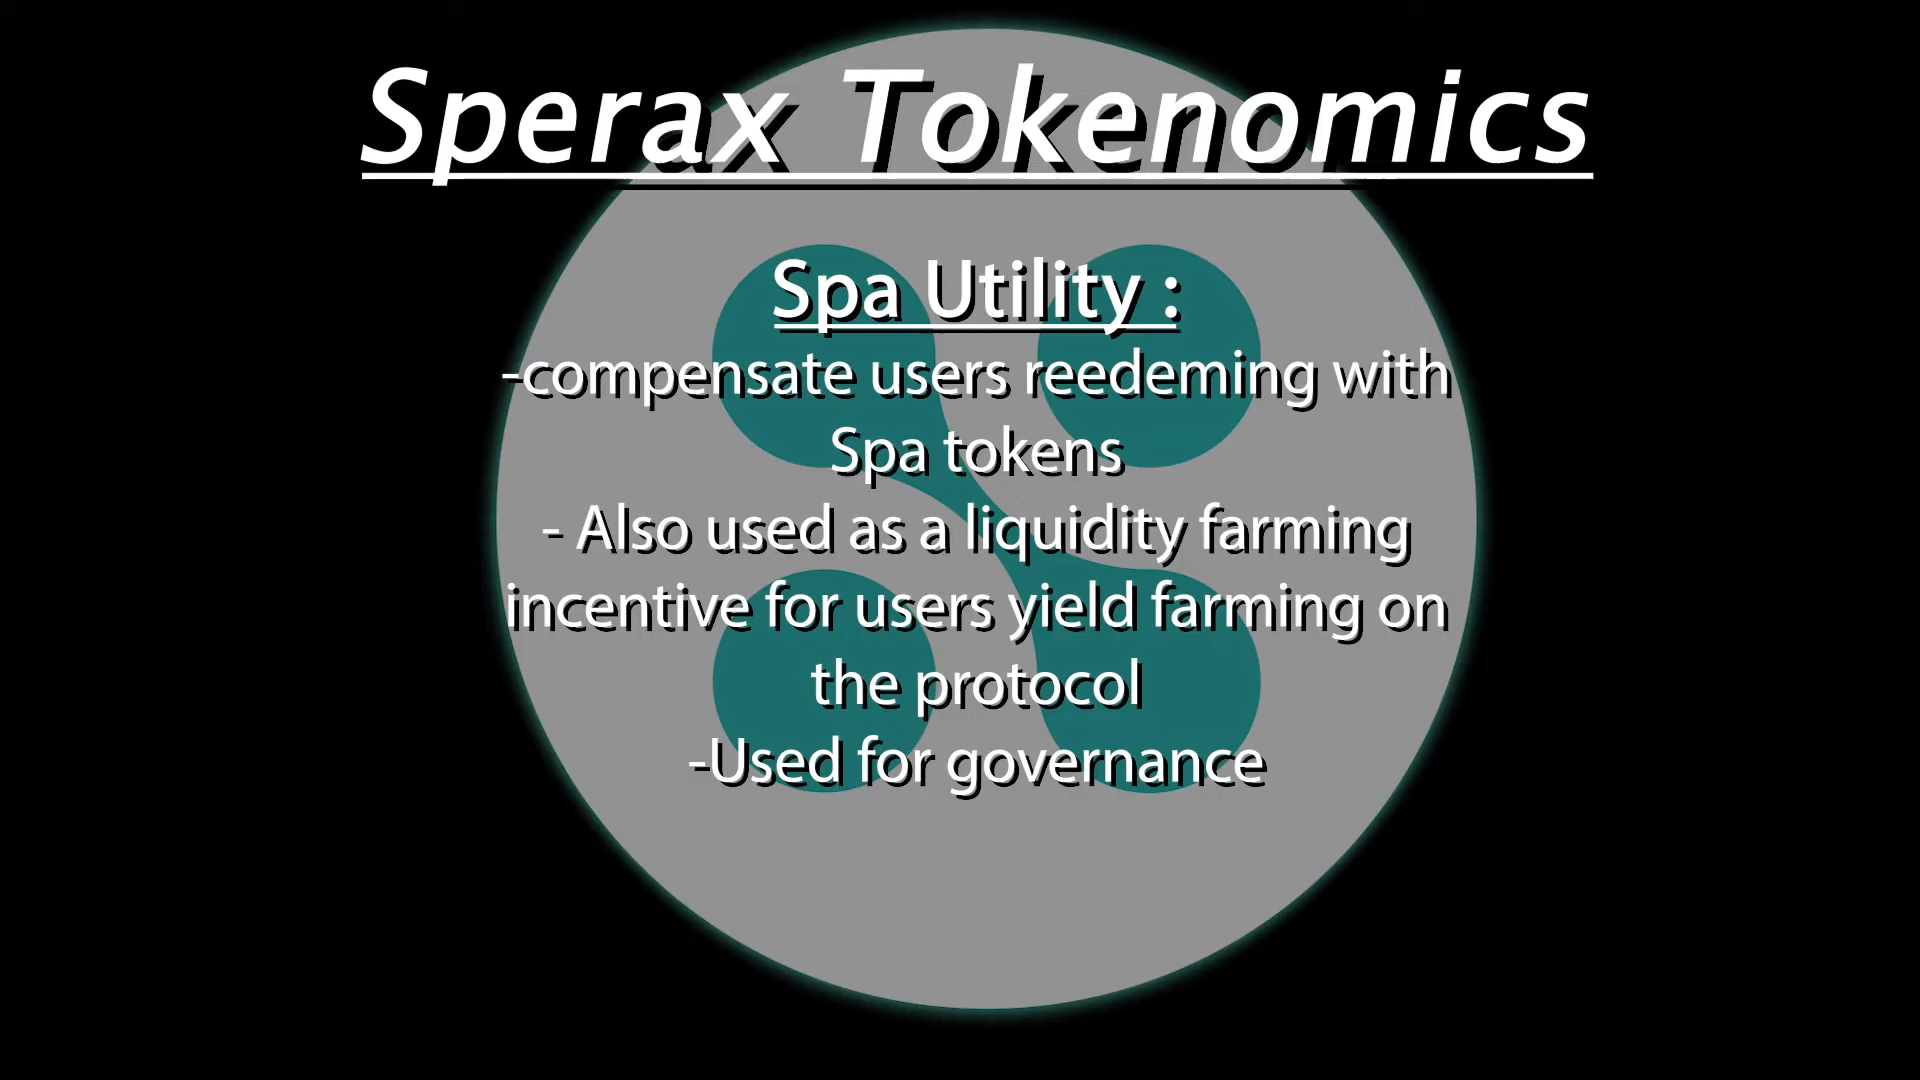 Sperax Tokenomics
Spa Utility :
-compensate users reedeming with
Spa tokens
- Also used as a liquidity farming
incentive for users yield farming on
the protocol
-Used for governance